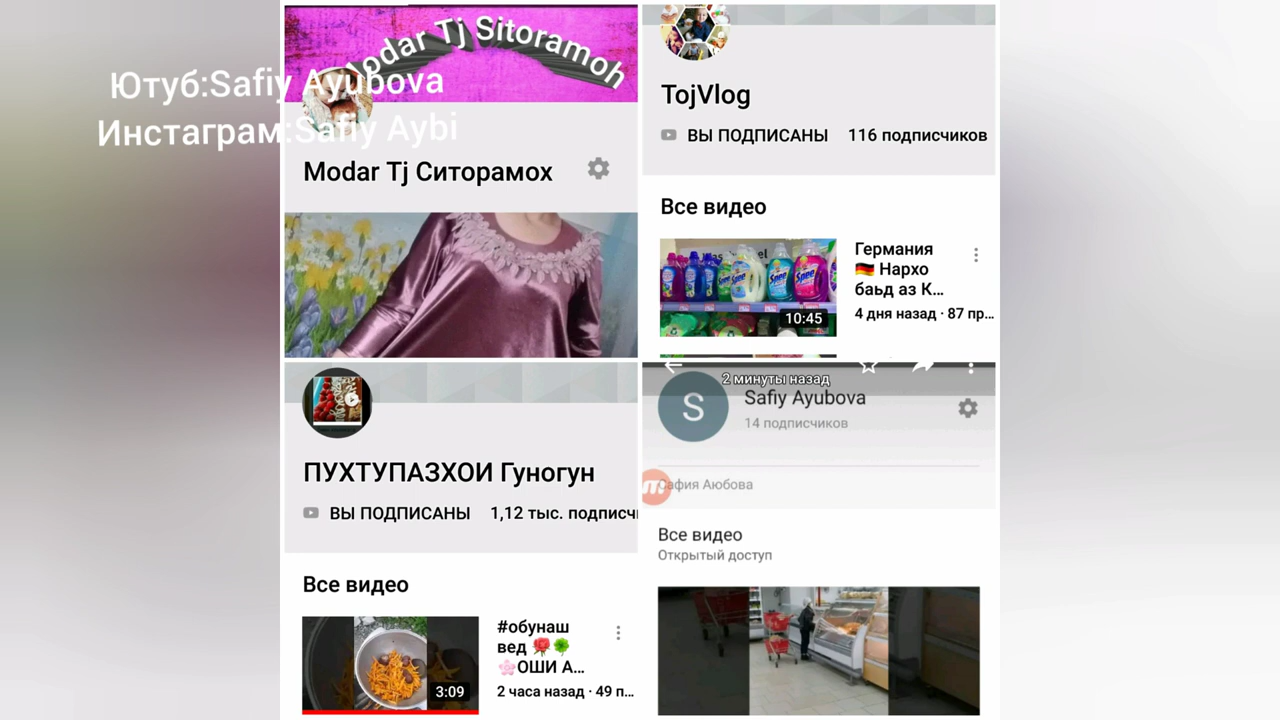 Modar Tj Sitoramoh
Ютуб:Safiy Ayubova
Инстаграм:Safiy Aybi
Modar Tj Ситорамох
TojVlog
ВЫ ПОДПИСАНЫ 116 подписчиков
Все видео
Германия
🇩🇪 Нархо
баьд аз К...
10:45
4 дня назад · 87 пр...
ПУХТУПАЗХОИ Гуногун
ВЫ ПОДПИСАНЫ 1,12 тыс. подписч
Все видео
#обунаш
вед 🌹🍀
🌸ОШИ А...
3:09
2 часа назад · 49 п...
2 минуты назад
S
Safiy Ayubova
14 подписчиков
Сафия Аюбова
Все видео
Открытый доступ